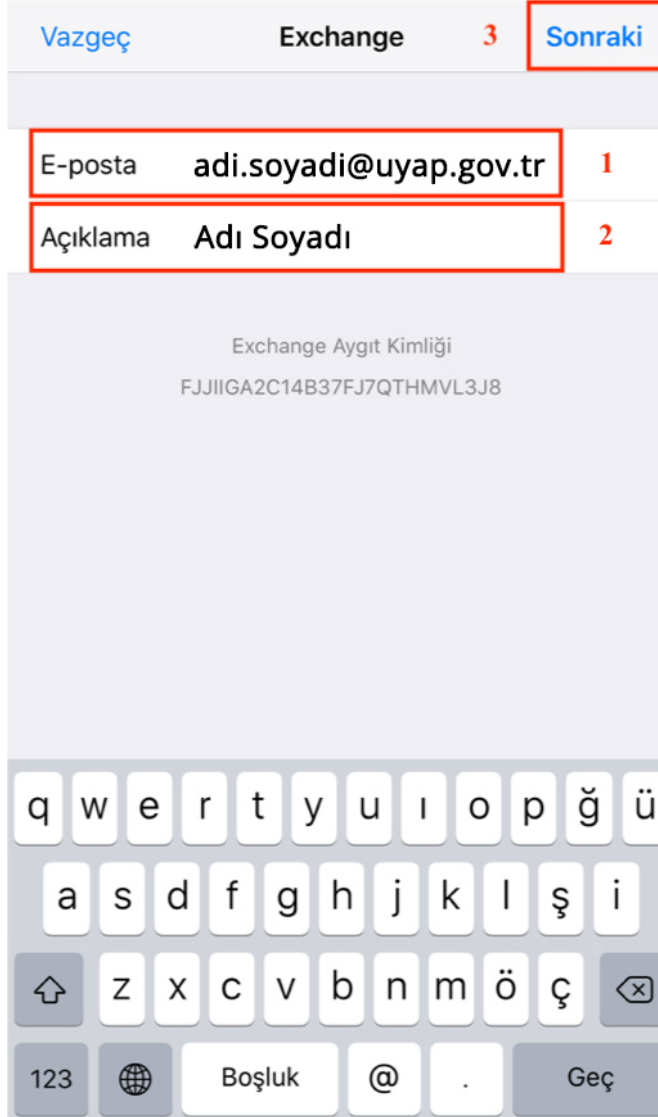 Vazgeç Exchange 3 Sonraki
E-posta adi.soyadi@uyap.gov.tr 1
Açıklama Adı Soyadı 2
Exchange Aygıt Kimliği
FJJIIGA2C14B37FJ7QTHMVL3J8
q w e r t y u ı o p ğ ü
a s d f g h j k l ş i
z x c v b n m ö ç
123 Boşluk @ . Geç